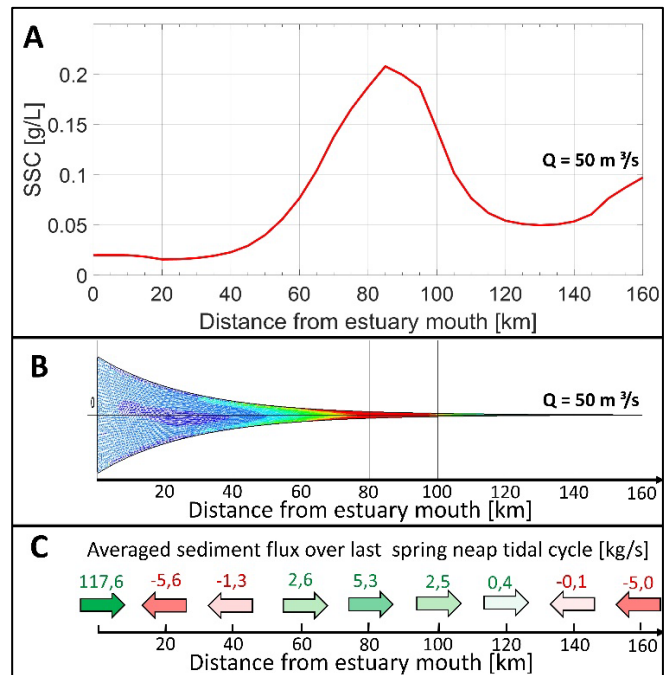 A
SSC [g/L]
0.2
0.15
0.1
0.05
0
Q = 50 m³/s
0 20 40 60 80 100 120 140 160
Distance from estuary mouth [km]
B
0
Q = 50 m³/s
20 40 60 80 100 120 140 160
Distance from estuary mouth [km]
C
Averaged sediment flux over last spring neap tidal cycle [kg/s]
117,6 -5,6 -1,3 2,6 5,3 2,5 0,4 -0,1 -5,0
20 40 60 80 100 120 140 160
Distance from estuary mouth [km]